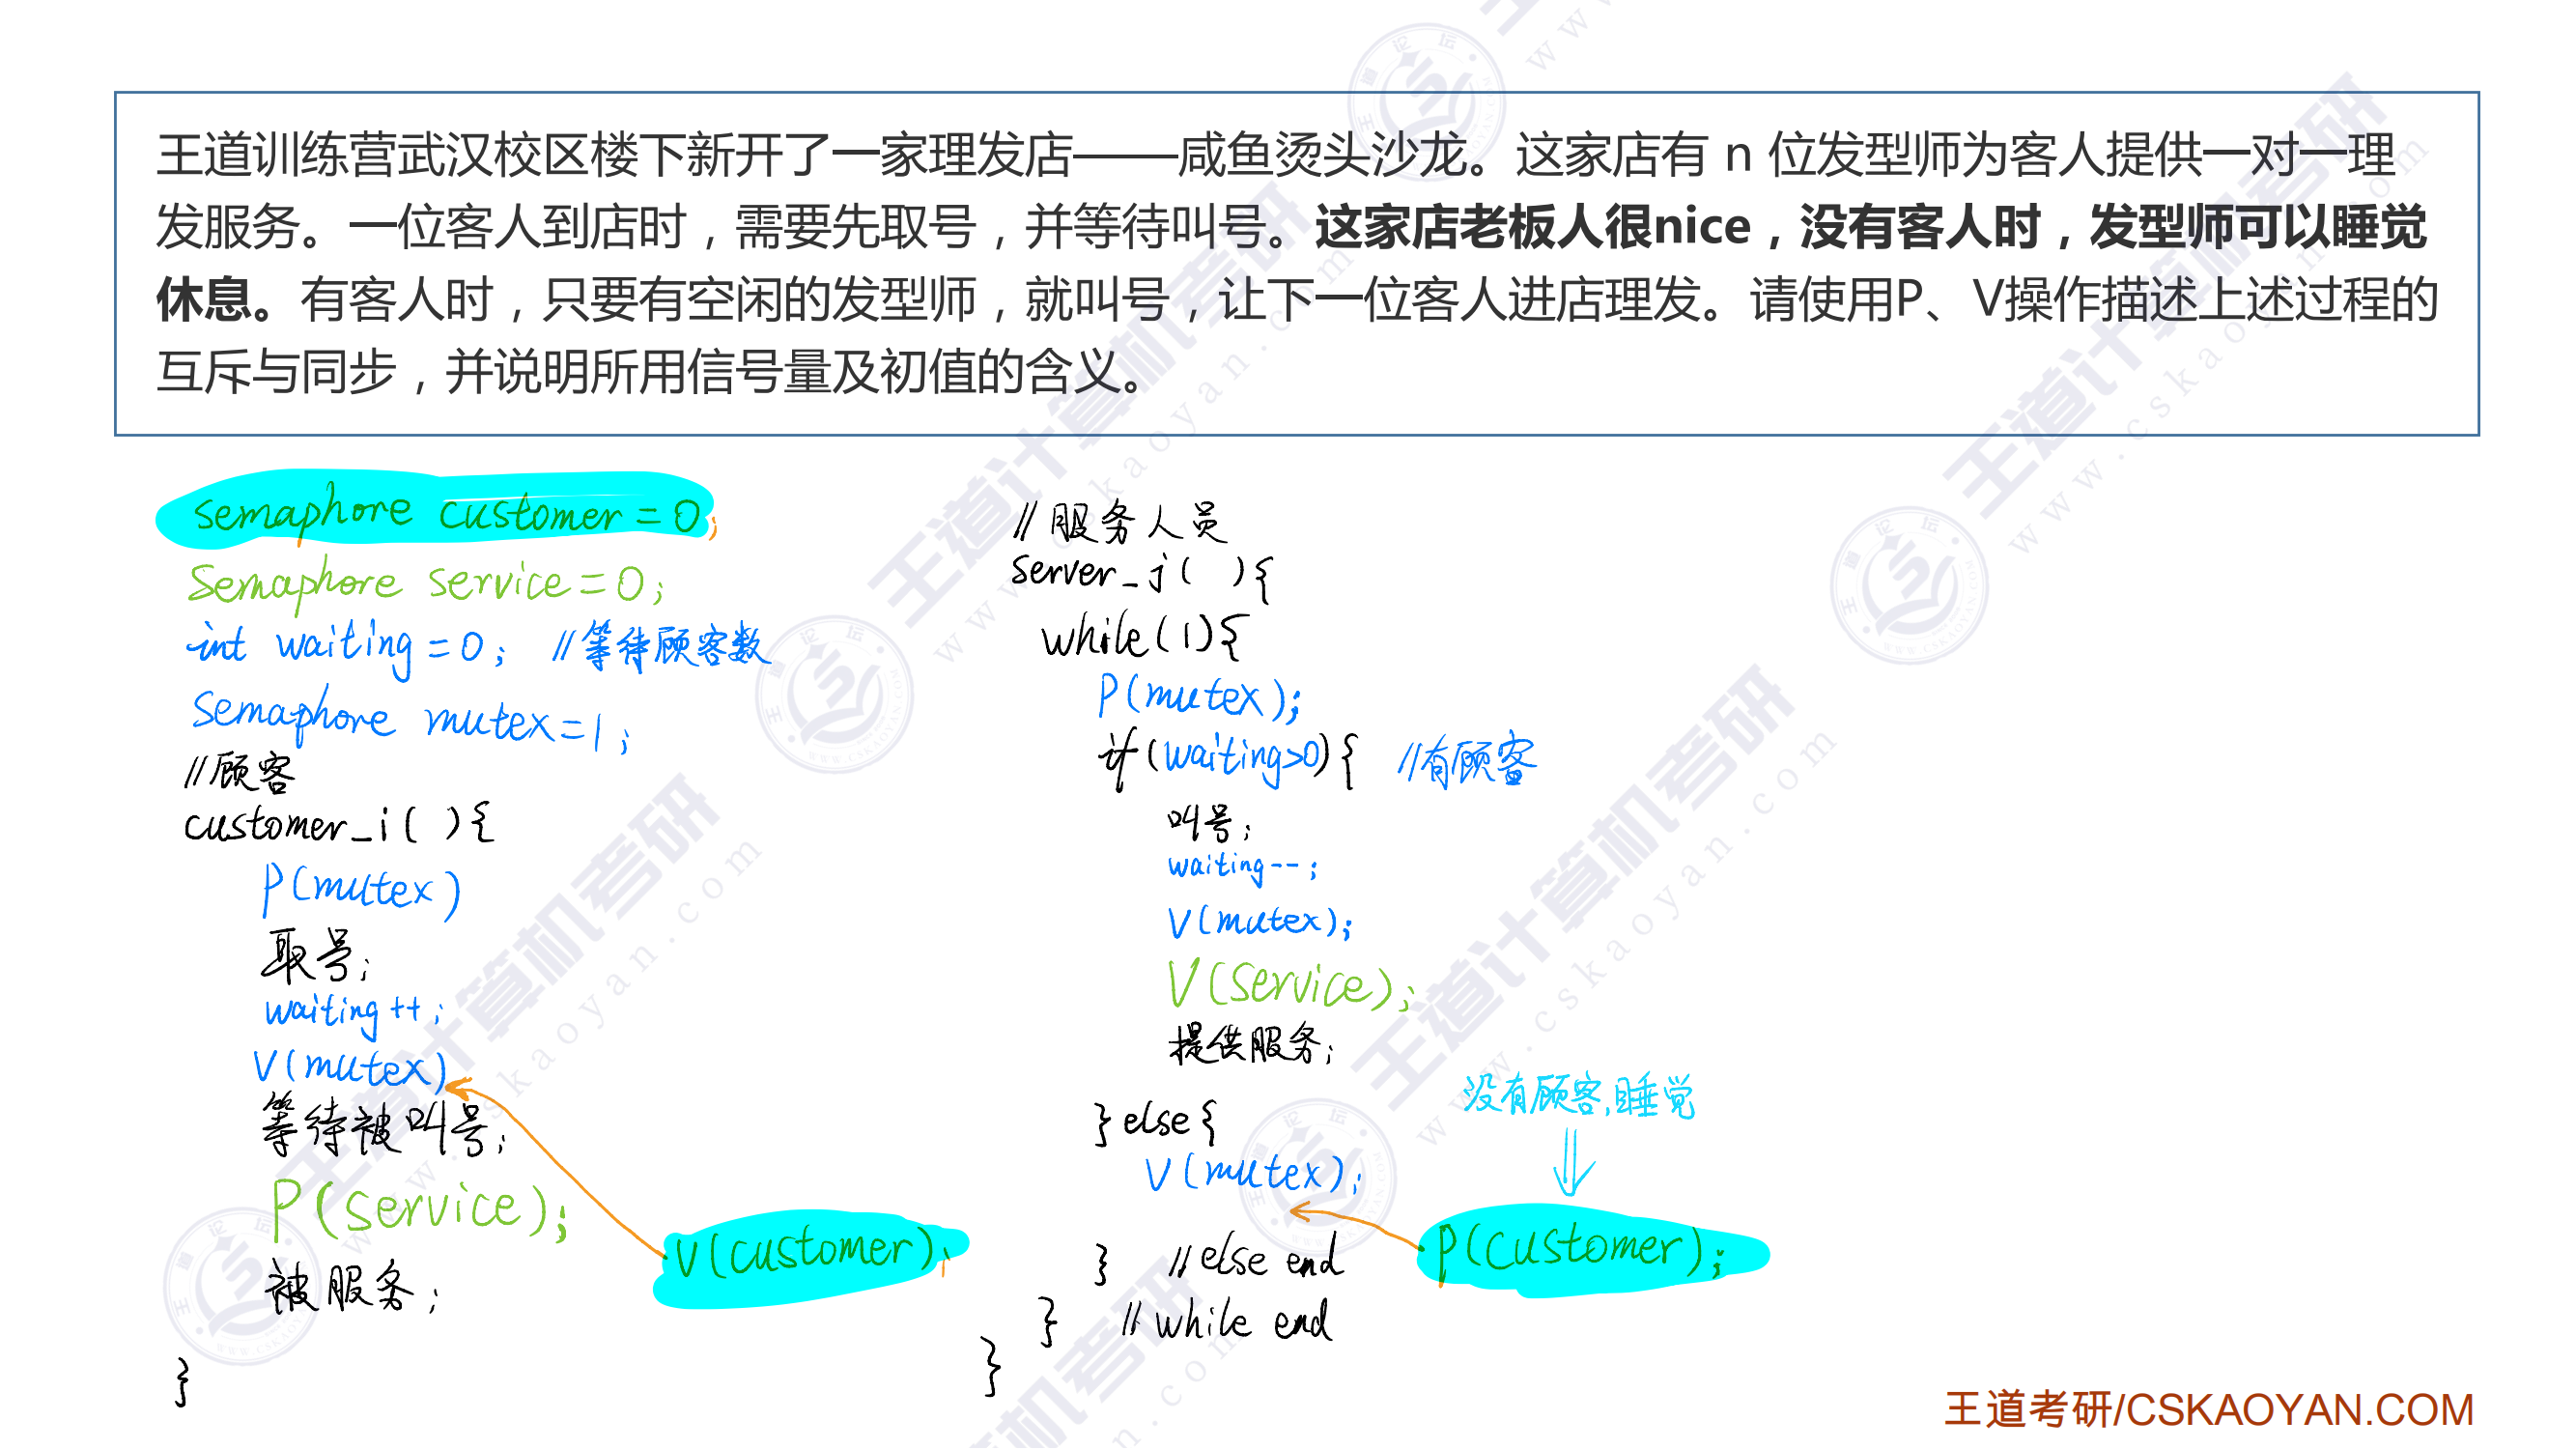 王道训练营武汉校区楼下新开了一家理发店——咸鱼烫头沙龙。这家店有 n 位发型师为客人提供一对一理
发服务。一位客人到店时，需要先取号，并等待叫号。这家店老板人很nice，没有客人时，发型师可以睡觉
休息。有客人时，只要有空闲的发型师，就叫号，让下一位客人进店理发。请使用P、V操作描述上述过程的
互斥与同步，并说明所用信号量及初值的含义。
semaphore customer = 0;
Semaphore service = 0;
int waiting = 0; //等待顾客数
Semaphore mutex = 1;
//顾客
customer_i( ){
P(mutex)
取号;
waiting ++;
V(mutex)
等待被叫号;
P(service);
被服务;
}
V(customer);
//服务人员
Server_j( ){
while(1){
P(mutex);
if(waiting>0){ //有顾客
叫号;
waiting--;
V(mutex);
V(Service);
提供服务;
没有顾客,睡觉
}else{
V(mutex);
P(customer);
} //else end
} //while end
}
王道考研/CSKAOYAN.COM
王道计算机考研
www.cskaoyan.com